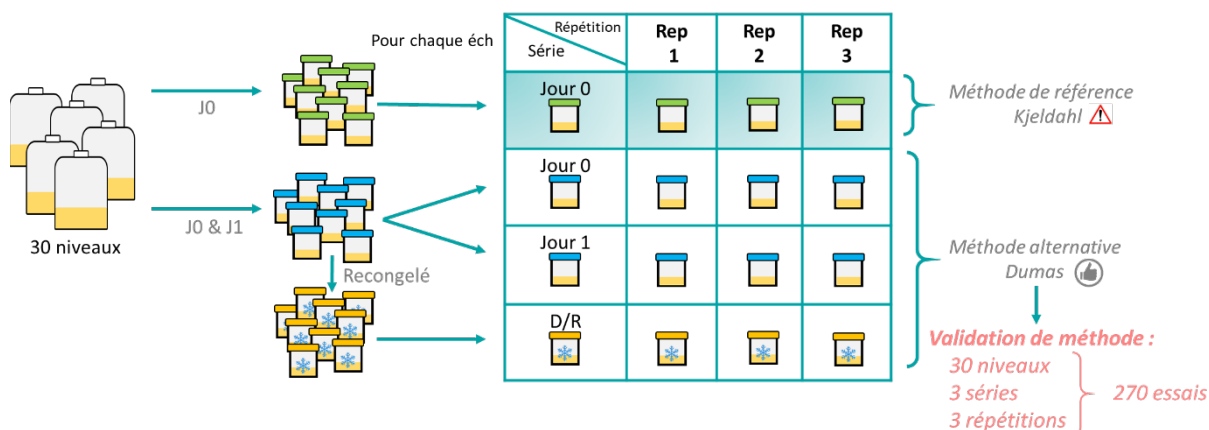 Pour chaque éch
Répétition
Série
Rep
1
Rep
2
Rep
3
J0
Jour 0
Méthode de référence
Kjeldahl
30 niveaux
J0 & J1
Jour 0
Jour 1
Recongelé
D/R
Méthode alternative
Dumas
Validation de méthode :
30 niveaux
3 séries
3 répétitions
270 essais